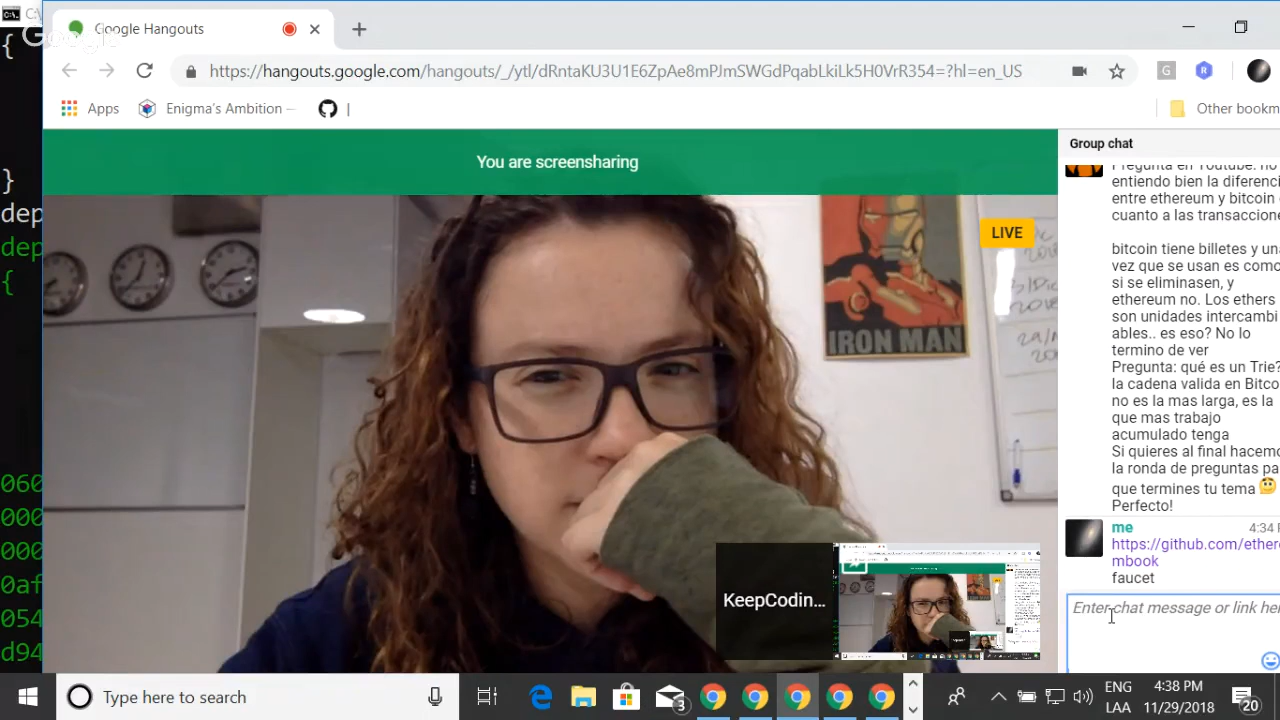 Google Hangouts
Google
https://hangouts.google.com/hangouts/_/ytl/dRntaKU3U1E6ZpAe8mPJmSWGdPqabLkiLk5H0VrR354=?hl=en_US
Apps
Enigma's Ambition –
Other bookm
{
}
dep
dep
{
060
000
000
0af
054
d94
You are screensharing
LIVE
IRON MAN
KeepCodin...
Group chat
Pregunta en Youtube: no
entiendo bien la diferenci
entre ethereum y bitcoin
cuanto a las transaccione
bitcoin tiene billetes y una
vez que se usan es como
si se eliminasen, y
ethereum no. Los ethers
son unidades intercambi
ables.. es eso? No lo
termino de ver
Pregunta: qué es un Trie?
la cadena valida en Bitco
no es la mas larga, es la
que mas trabajo
acumulado tenga
Si quieres al final hacemo
la ronda de preguntas pa
que termines tu tema
Perfecto!
me
4:34
https://github.com/ether
mbook
faucet
Enter chat message or link he
Type here to search
3
ENG
LAA
4:38 PM
11/29/2018
20